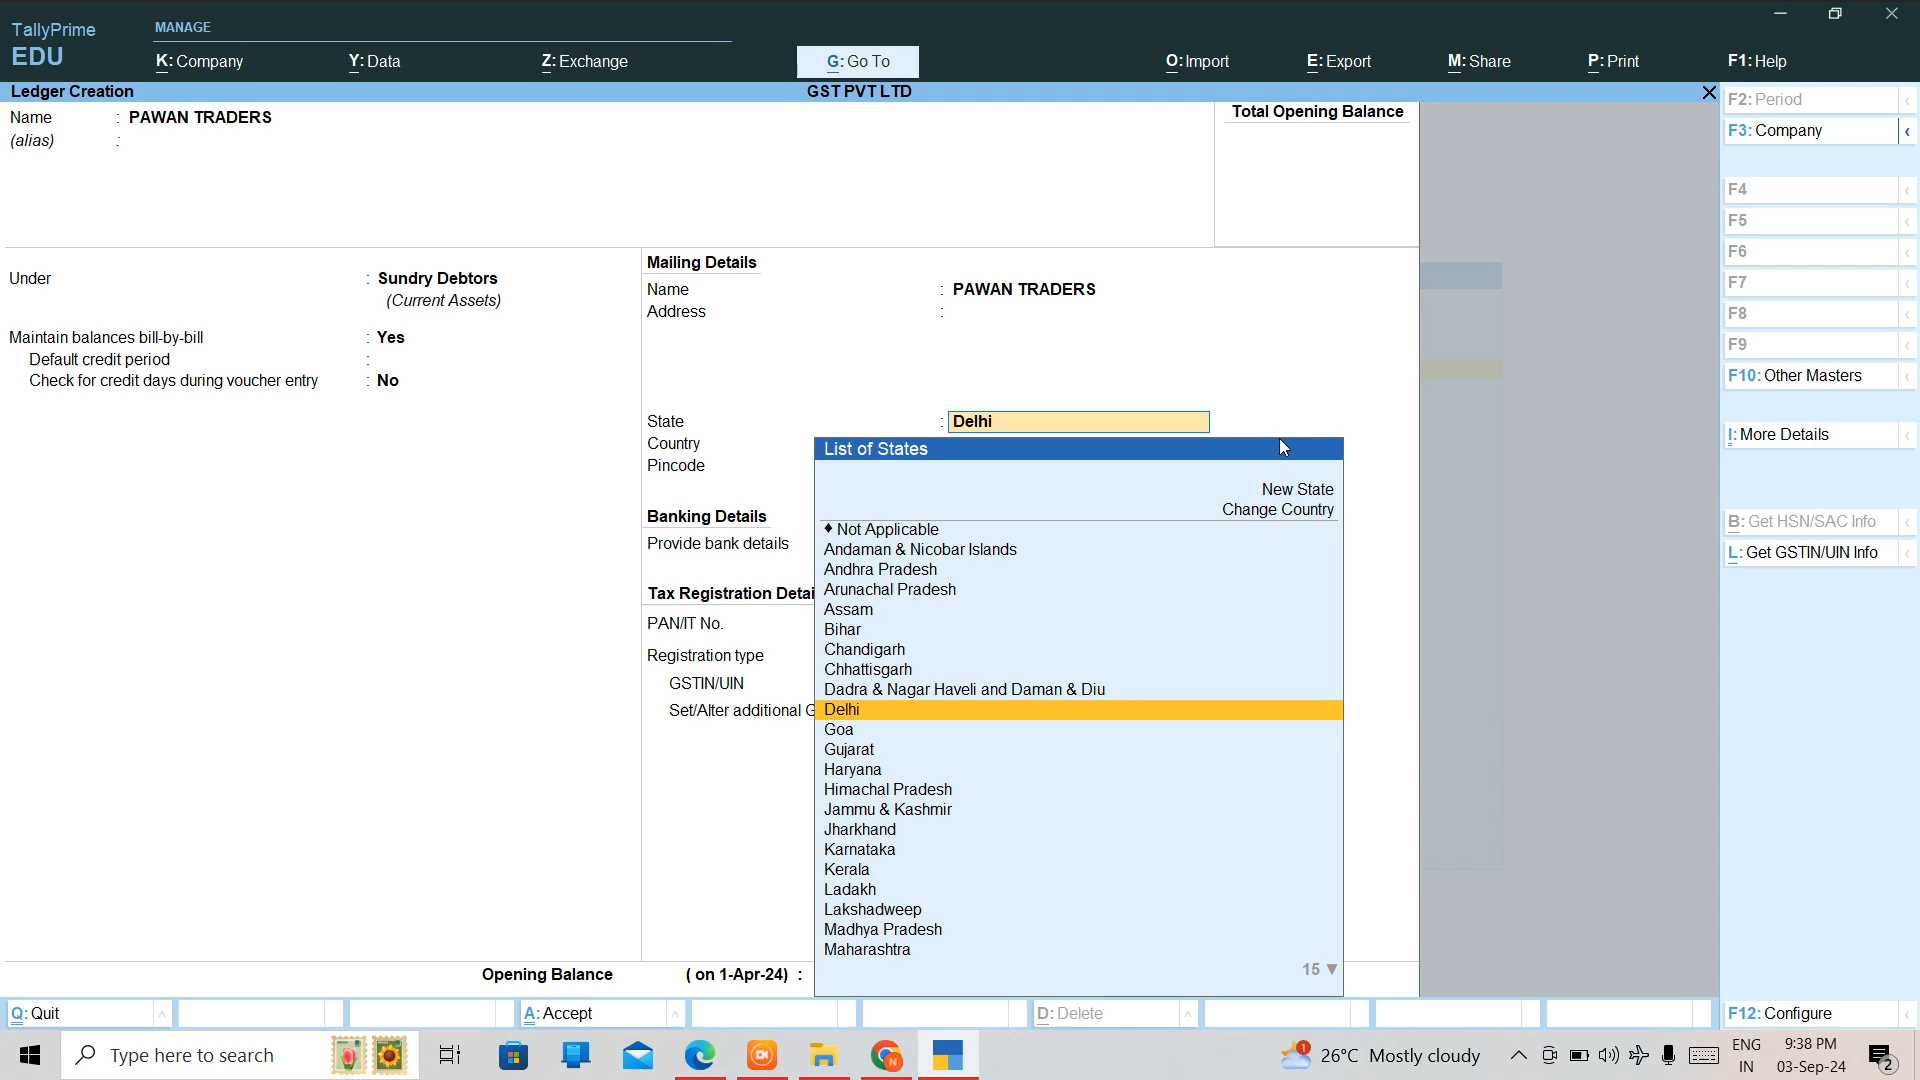 TallyPrime
EDU
MANAGE
K: Company
Y: Data
Z: Exchange
G: Go To
O: Import
E: Export
M: Share
P: Print
F1: Help
Ledger Creation
GST PVT LTD
Name : PAWAN TRADERS
(alias) :
Total Opening Balance
Under : Sundry Debtors
(Current Assets)
Maintain balances bill-by-bill : Yes
Default credit period :
Check for credit days during voucher entry : No
Mailing Details
Name : PAWAN TRADERS
Address :
State : Delhi
Country
Pincode
Banking Details
Provide bank details
Tax Registration Detai
PAN/IT No.
Registration type
GSTIN/UIN
Set/Alter additional G
List of States
New State
Change Country
♦ Not Applicable
Andaman & Nicobar Islands
Andhra Pradesh
Arunachal Pradesh
Assam
Bihar
Chandigarh
Chhattisgarh
Dadra & Nagar Haveli and Daman & Diu
Delhi
Goa
Gujarat
Haryana
Himachal Pradesh
Jammu & Kashmir
Jharkhand
Karnataka
Kerala
Ladakh
Lakshadweep
Madhya Pradesh
Maharashtra
15 ▼
Opening Balance ( on 1-Apr-24) :
F2: Period
F3: Company
F4
F5
F6
F7
F8
F9
F10: Other Masters
I: More Details
B: Get HSN/SAC Info
L: Get GSTIN/UIN Info
F12: Configure
Q: Quit
A: Accept
D: Delete
Type here to search
1
26°C Mostly cloudy
ENG
IN
9:38 PM
03-Sep-24
2
N